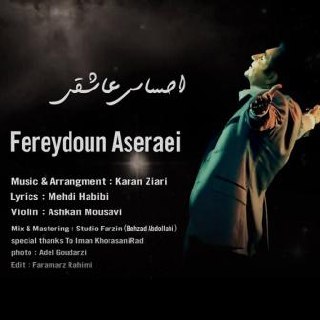 احساس عاشقی
Fereydoun Aseraei
Music & Arrangment : Karan Ziari
Lyrics : Mehdi Habibi
Violin : Ashkan Mousavi
Mix & Mastering : Studio Farzin (Behzad Abdollahi)
special thanks To Iman KhorasaniRad
photo : Adel Goudarzi
Edit : Faramarz Rahimi